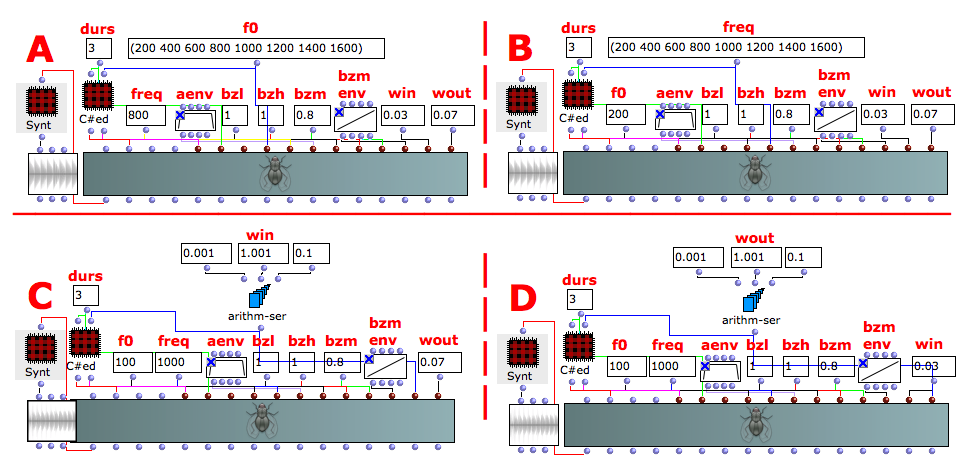 A
durs
3
f0
(200 400 600 800 1000 1200 1400 1600)
Synt
C#ed
freq
800
aenv
bzl
1
bzh
1
bzm
0.8
bzm env
win
0.03
wout
0.07
B
durs
3
freq
(200 400 600 800 1000 1200 1400 1600)
Synt
C#ed
f0
200
aenv
bzl
1
bzh
1
bzm
0.8
bzm env
win
0.03
wout
0.07
C
win
0.001
1.001
0.1
arithm-ser
durs
3
Synt
C#ed
f0
100
freq
1000
aenv
bzl
1
bzh
1
bzm
0.8
bzm env
wout
0.07
D
wout
0.001
1.001
0.1
arithm-ser
durs
3
Synt
C#ed
f0
100
freq
1000
aenv
bzl
1
bzh
1
bzm
0.8
bzm env
win
0.03